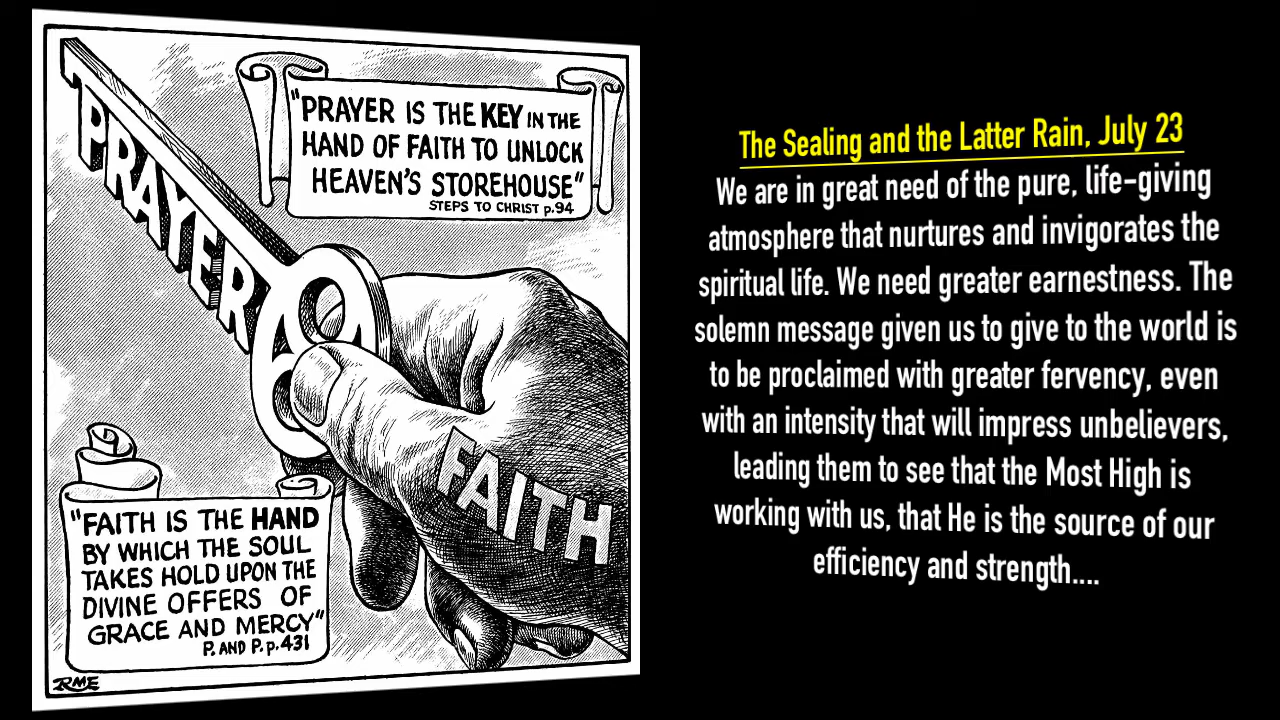 PRAYER
"PRAYER IS THE KEY IN THE
HAND OF FAITH TO UNLOCK
HEAVEN'S STOREHOUSE"
STEPS TO CHRIST p.94
FAITH
"FAITH IS THE HAND
BY WHICH THE SOUL
TAKES HOLD UPON THE
DIVINE OFFERS OF
GRACE AND MERCY"
P. AND P. p.431
RME
The Sealing and the Latter Rain, July 23
We are in great need of the pure, life-giving
atmosphere that nurtures and invigorates the
spiritual life. We need greater earnestness. The
solemn message given us to give to the world is
to be proclaimed with greater fervency, even
with an intensity that will impress unbelievers,
leading them to see that the Most High is
working with us, that He is the source of our
efficiency and strength....